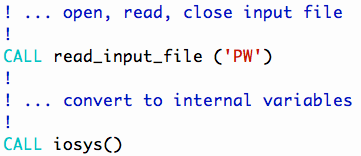 ! ... open, read, close input file
!
CALL read_input_file ('PW')
!
! ... convert to internal variables
!
CALL iosys()